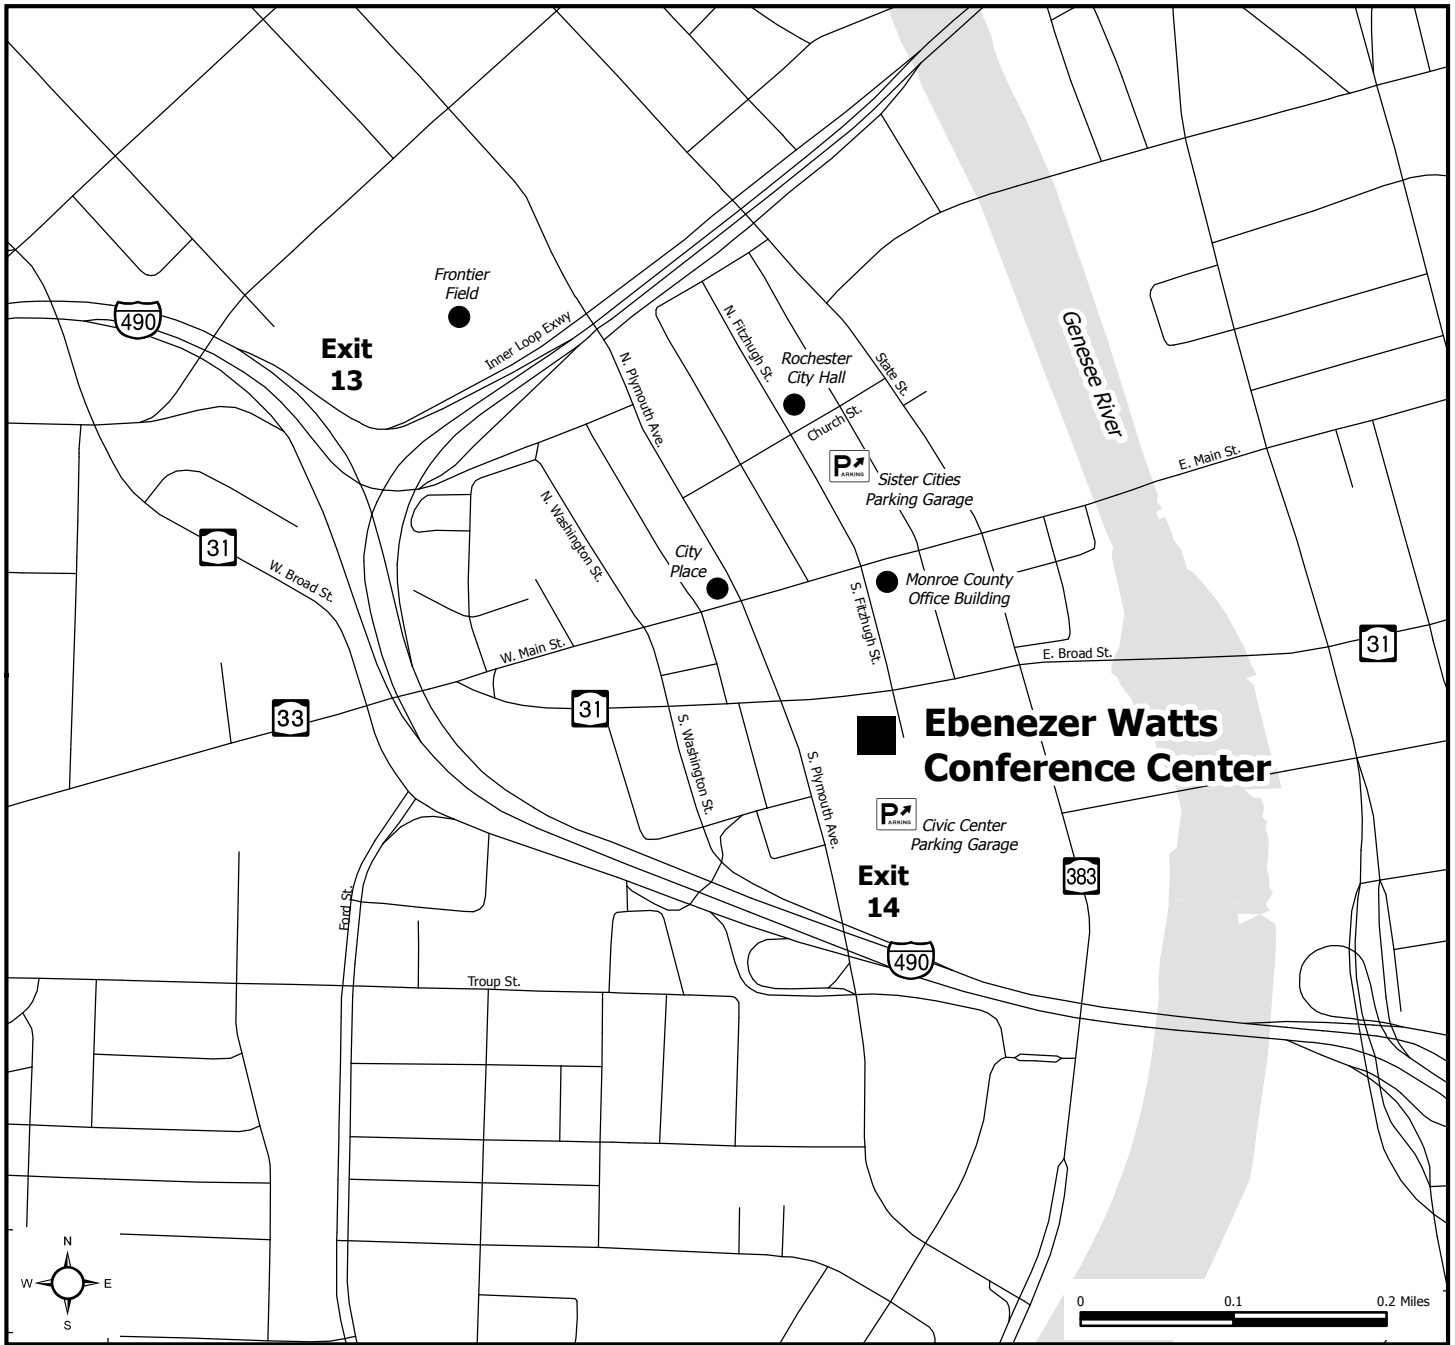 Frontier
Field
490
Exit
13
Inner Loop Exwy
N. Plymouth Ave.
N. Fitzhugh St.
Rochester
City Hall
State St.
Church St.
Genesee River
E. Main St.
P
ARKING
Sister Cities
Parking Garage
N. Washington St.
31
W. Broad St.
City
Place
Monroe County
Office Building
S. Fitzhugh St.
W. Main St.
E. Broad St.
31
33
31
Ebenezer Watts
Conference Center
S. Washington St.
S. Plymouth Ave.
P
ARKING
Civic Center
Parking Garage
Exit
14
383
Ford St.
490
Troup St.
N
W E
S
0 0.1 0.2 Miles